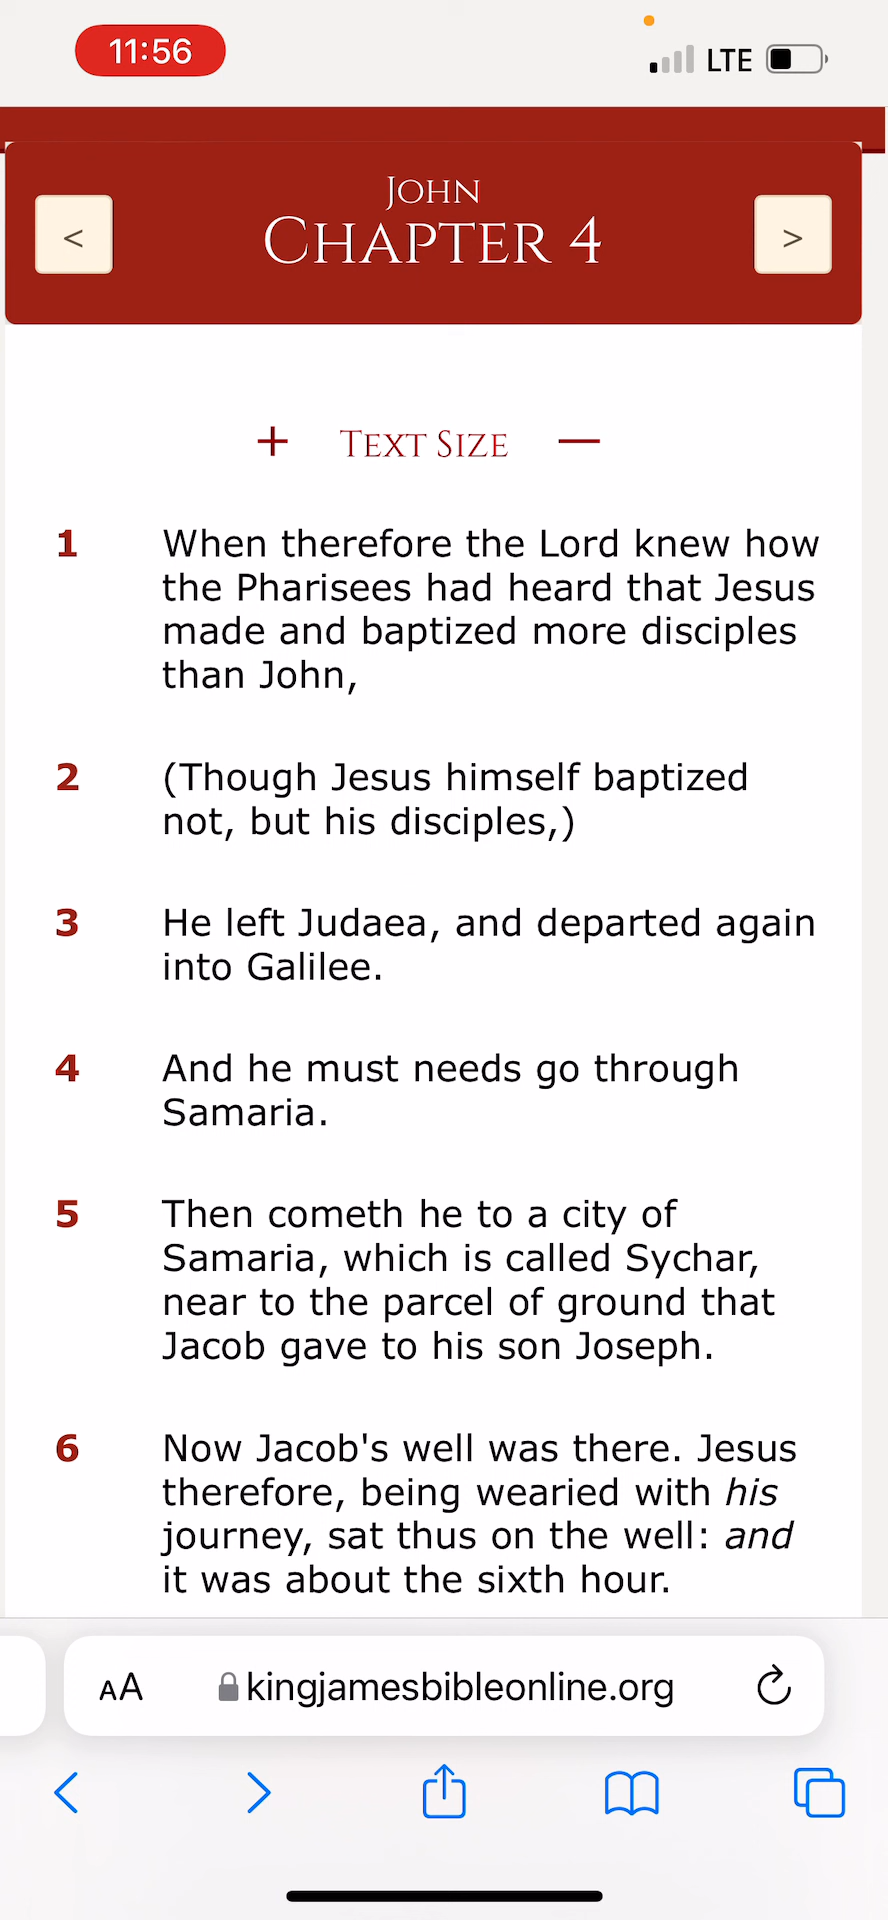 11:56
LTE
John
Chapter 4
<
>
+ Text Size —
1 When therefore the Lord knew how
the Pharisees had heard that Jesus
made and baptized more disciples
than John,
2 (Though Jesus himself baptized
not, but his disciples,)
3 He left Judaea, and departed again
into Galilee.
4 And he must needs go through
Samaria.
5 Then cometh he to a city of
Samaria, which is called Sychar,
near to the parcel of ground that
Jacob gave to his son Joseph.
6 Now Jacob's well was there. Jesus
therefore, being wearied with his
journey, sat thus on the well: and
it was about the sixth hour.
AA kingjamesbibleonline.org